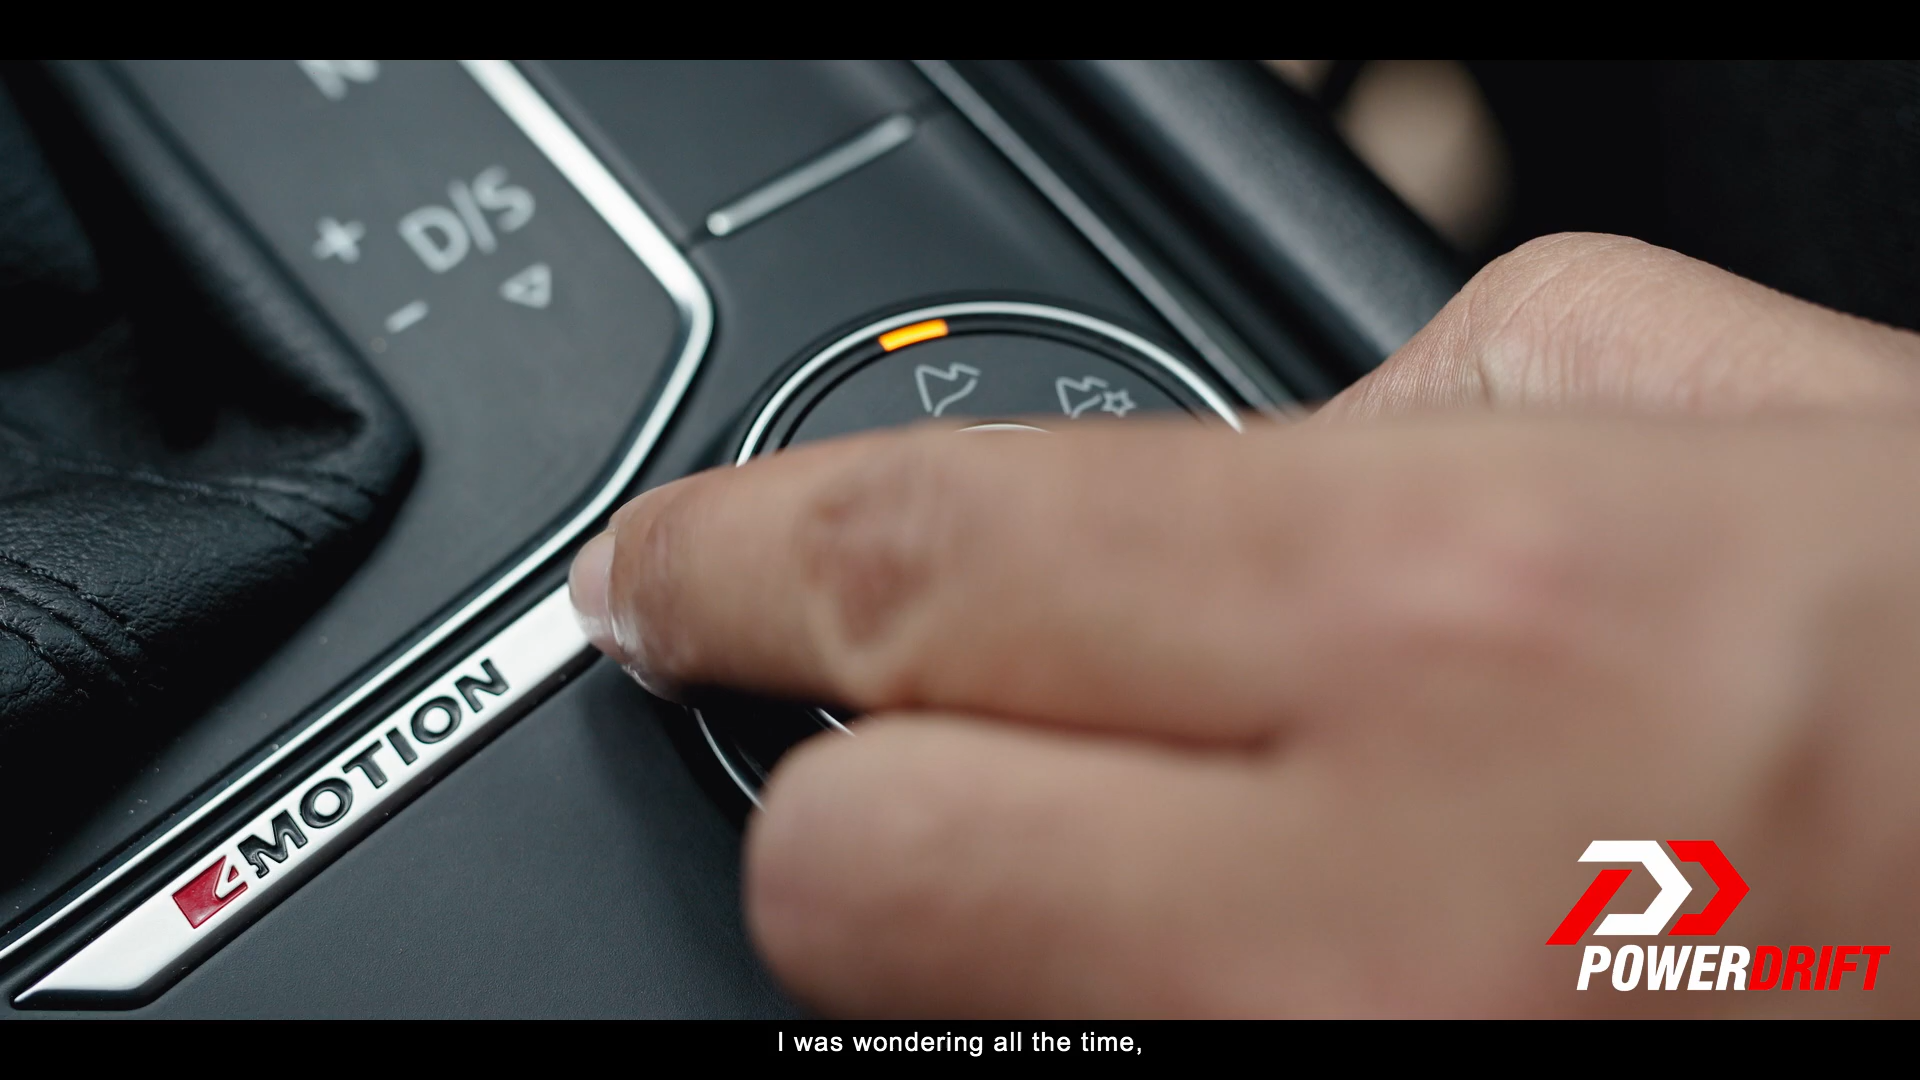 N
+ D/S
−
4MOTION
POWERDRIFT
I was wondering all the time,